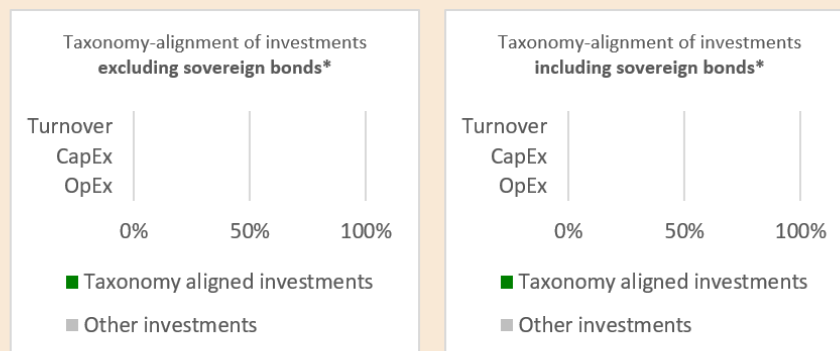 Taxonomy-alignment of investments
excluding sovereign bonds*
Turnover
CapEx
OpEx
0% 50% 100%
Taxonomy aligned investments
Other investments
Taxonomy-alignment of investments
including sovereign bonds*
Turnover
CapEx
OpEx
0% 50% 100%
Taxonomy aligned investments
Other investments